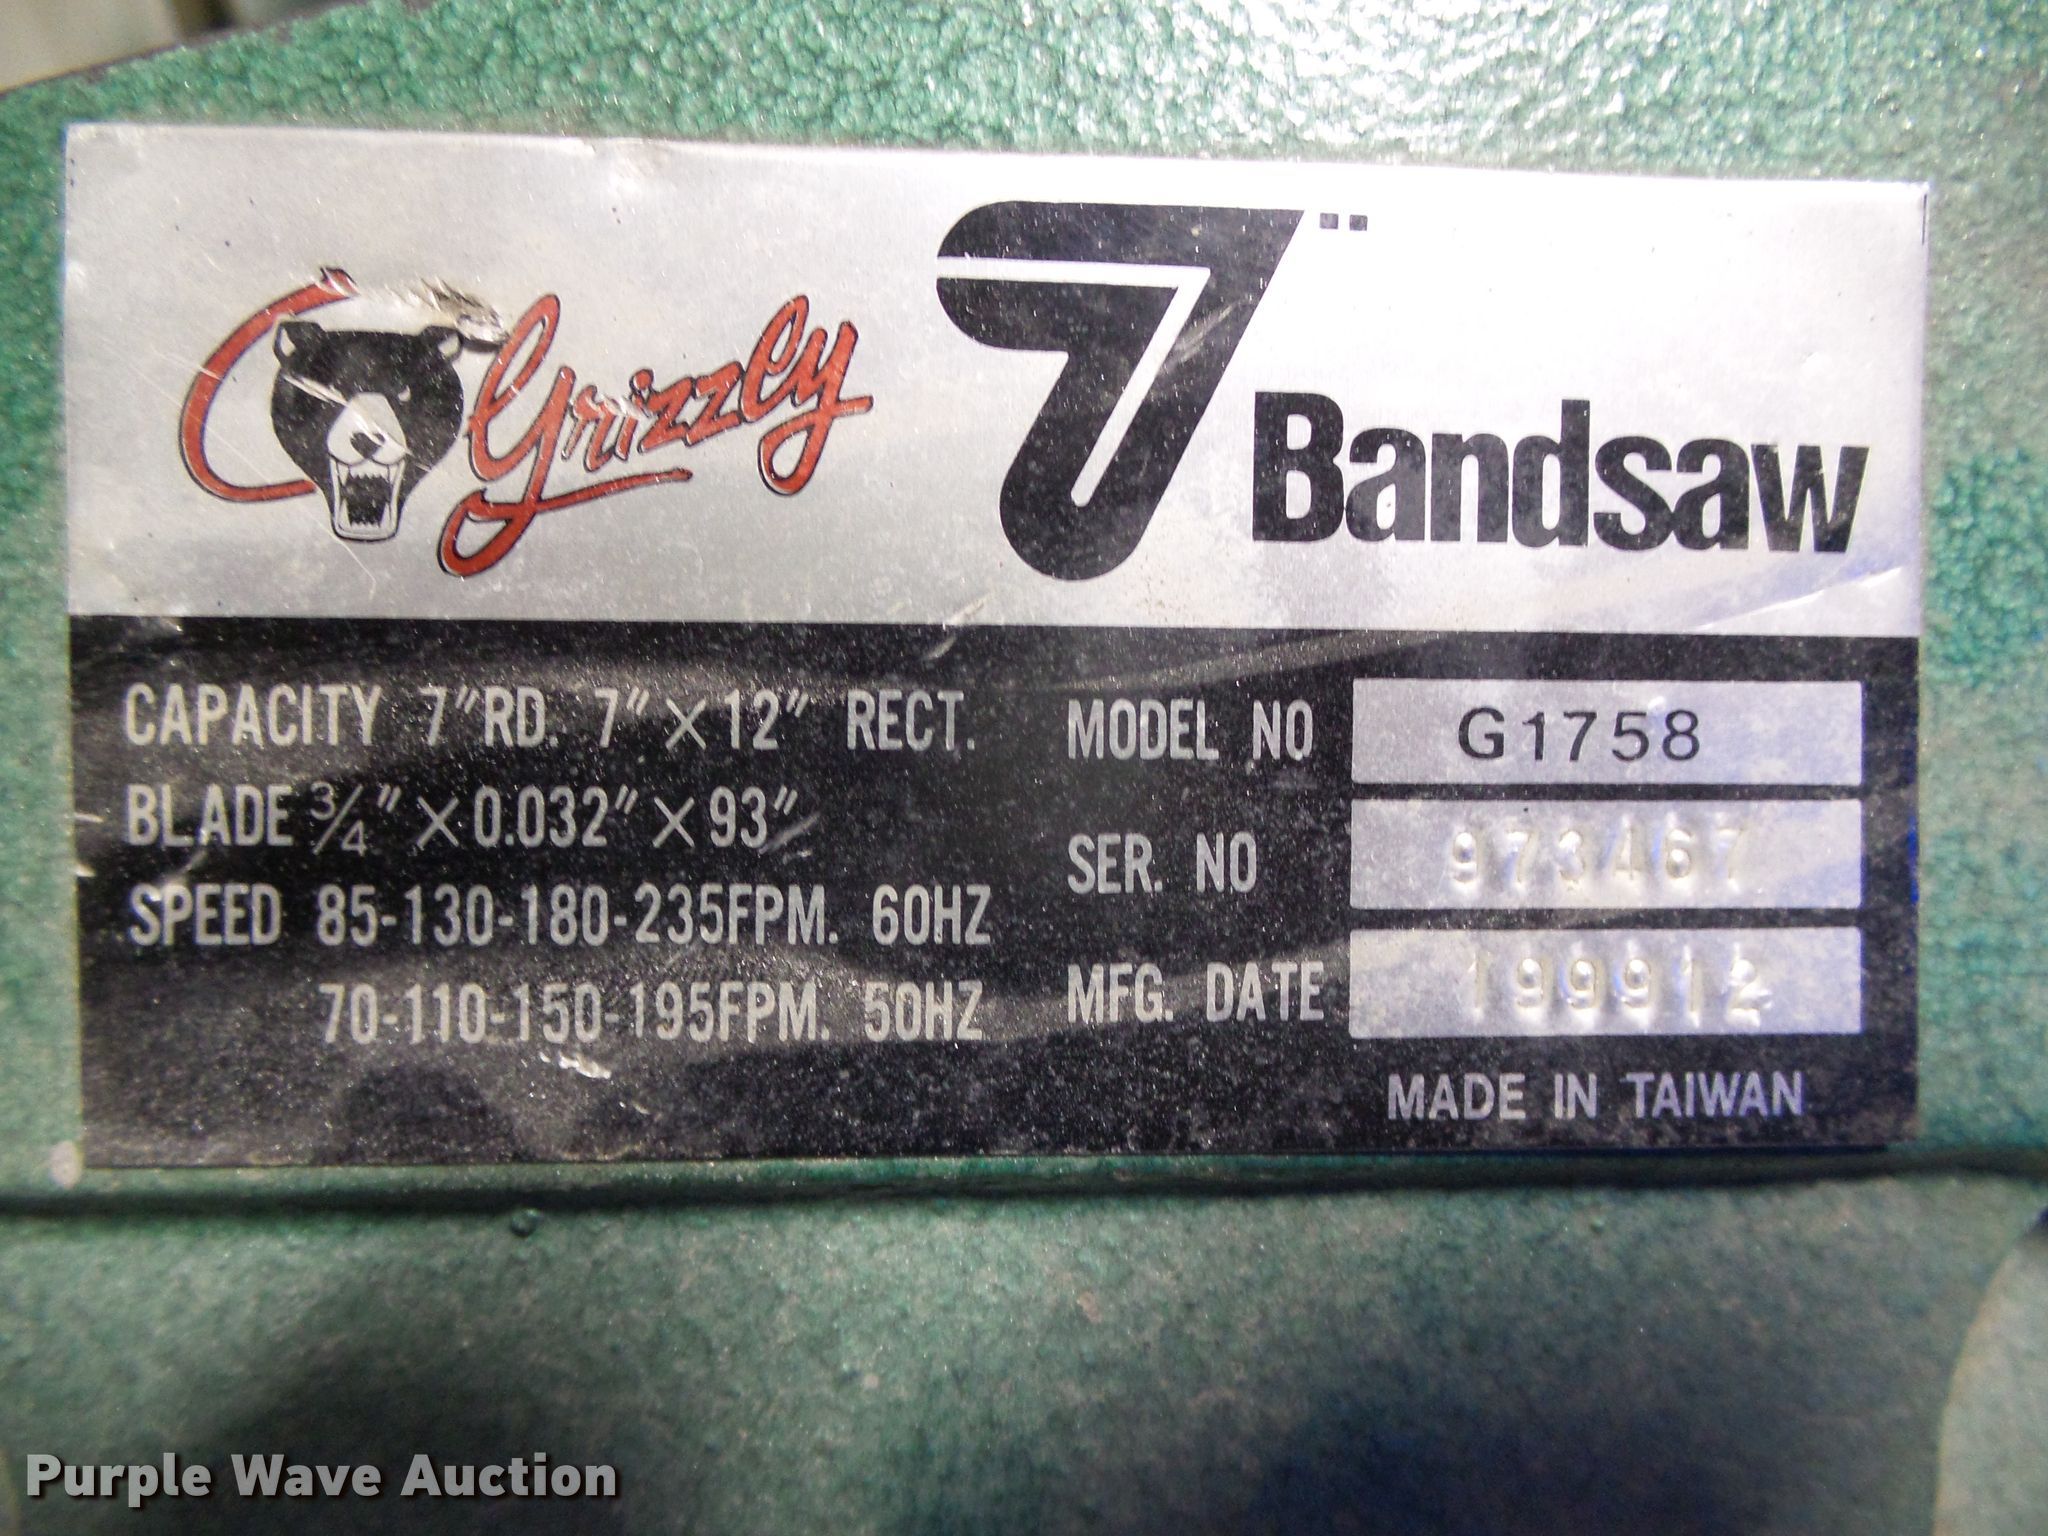 Grizzly 7" Bandsaw
CAPACITY 7"RD. 7" × 12" RECT.
BLADE 3/4" × 0.032" × 93"
SPEED 85-130-180-235FPM. 60HZ
70-110-150-195FPM. 50HZ
MODEL NO G1758
SER. NO 973467
MFG. DATE 199912
MADE IN TAIWAN
Purple Wave Auction